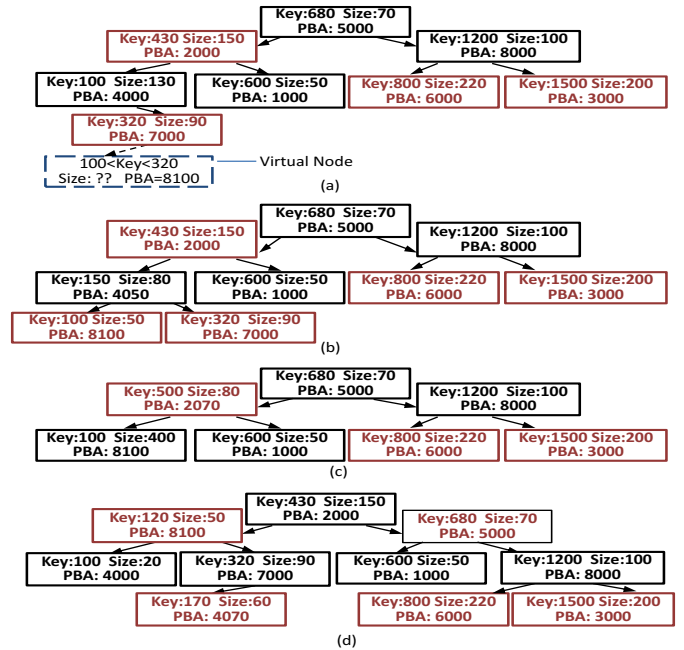 Key:680 Size:70
PBA: 5000
Key:430 Size:150
PBA: 2000
Key:1200 Size:100
PBA: 8000
Key:100 Size:130
PBA: 4000
Key:600 Size:50
PBA: 1000
Key:800 Size:220
PBA: 6000
Key:1500 Size:200
PBA: 3000
Key:320 Size:90
PBA: 7000
100<Key<320
Size: ?? PBA=8100
Virtual Node
(a)
Key:680 Size:70
PBA: 5000
Key:430 Size:150
PBA: 2000
Key:1200 Size:100
PBA: 8000
Key:150 Size:80
PBA: 4050
Key:600 Size:50
PBA: 1000
Key:800 Size:220
PBA: 6000
Key:1500 Size:200
PBA: 3000
Key:100 Size:50
PBA: 8100
Key:320 Size:90
PBA: 7000
(b)
Key:680 Size:70
PBA: 5000
Key:500 Size:80
PBA: 2070
Key:1200 Size:100
PBA: 8000
Key:100 Size:400
PBA: 8100
Key:600 Size:50
PBA: 1000
Key:800 Size:220
PBA: 6000
Key:1500 Size:200
PBA: 3000
(c)
Key:430 Size:150
PBA: 2000
Key:120 Size:50
PBA: 8100
Key:680 Size:70
PBA: 5000
Key:100 Size:20
PBA: 4000
Key:320 Size:90
PBA: 7000
Key:600 Size:50
PBA: 1000
Key:1200 Size:100
PBA: 8000
Key:170 Size:60
PBA: 4070
Key:800 Size:220
PBA: 6000
Key:1500 Size:200
PBA: 3000
(d)